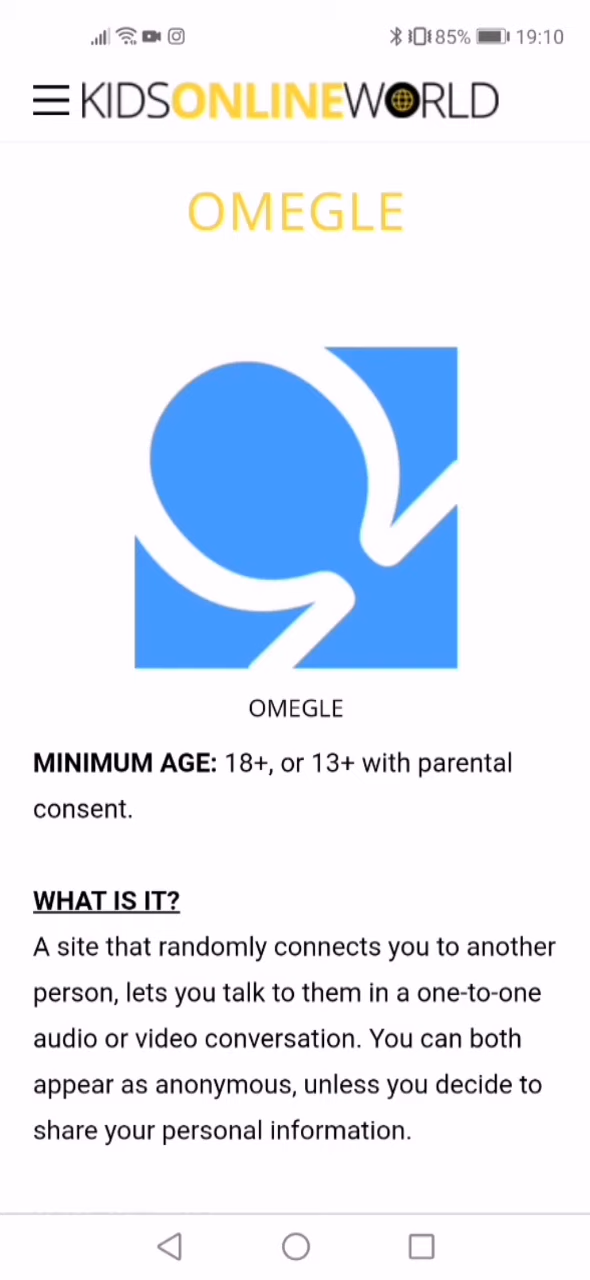 85% 19:10
KIDSONLINEWORLD
OMEGLE
OMEGLE
MINIMUM AGE: 18+, or 13+ with parental
consent.
WHAT IS IT?
A site that randomly connects you to another
person, lets you talk to them in a one-to-one
audio or video conversation. You can both
appear as anonymous, unless you decide to
share your personal information.